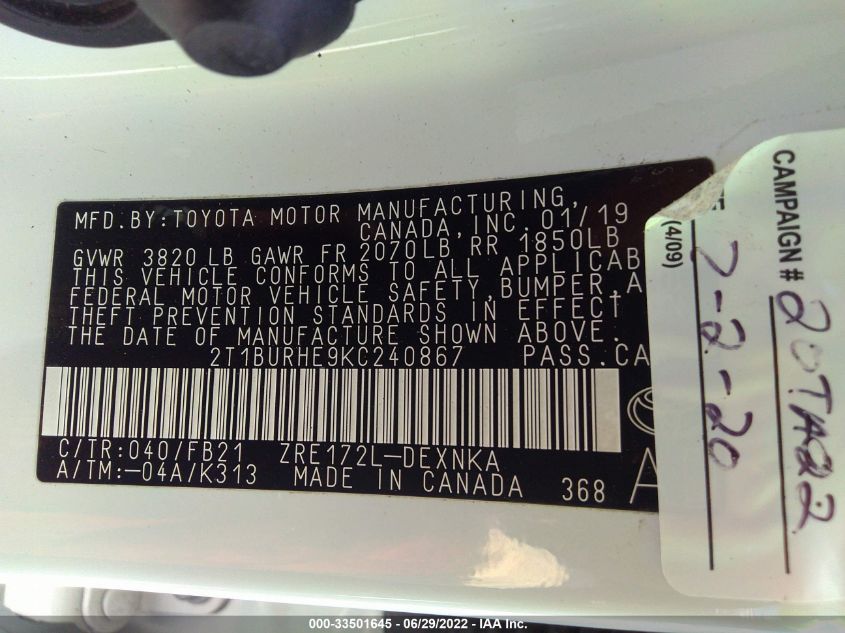 MFD.BY:TOYOTA MOTOR MANUFACTURING,
CANADA,INC. 01/19
GVWR 3820 LB GAWR FR 2070LB RR 1850LB
THIS VEHICLE CONFORMS TO ALL APPLICAB
FEDERAL MOTOR VEHICLE SAFETY,BUMPER,A
THEFT PREVENTION STANDARDS IN EFFECT
THE DATE OF MANUFACTURE SHOWN ABOVE.
2T1BURHE9KC240867 PASS.CA
C/TR:040/FB21 ZRE172L-DEXNKA
A/TM:-04A/K313 MADE IN CANADA 368
A
CAMPAIGN # 20TA22
7-2-20
(4/09)
000-33501645 - 06/29/2022 - IAA Inc.